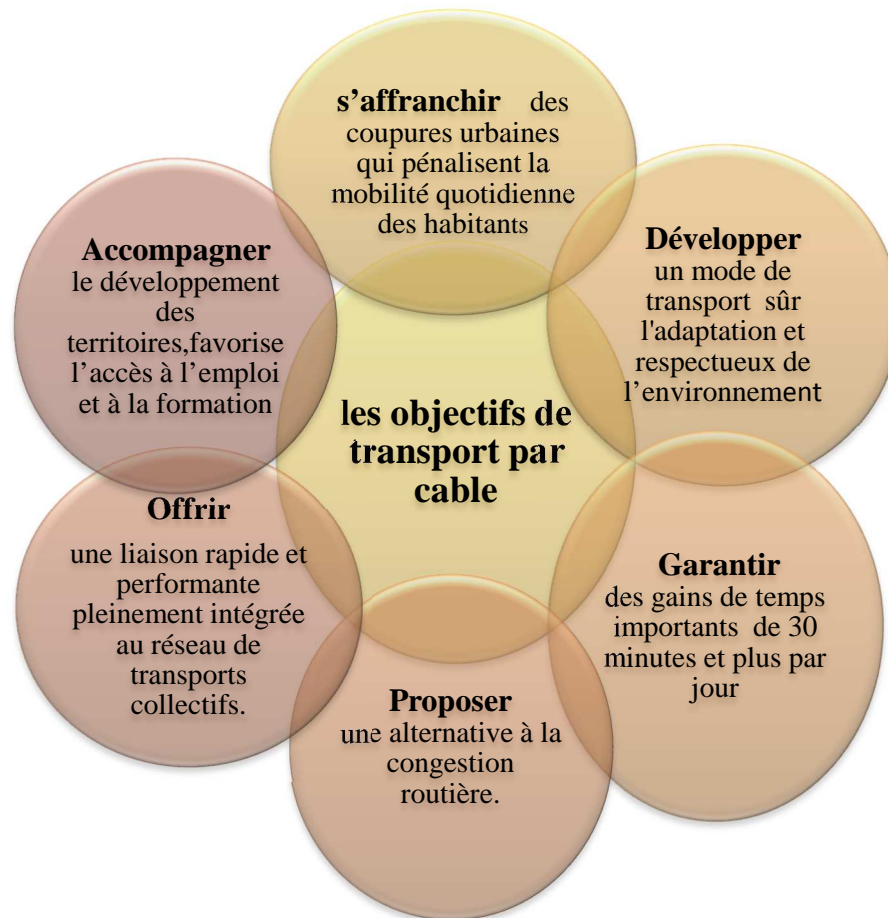 s’affranchir des
coupures urbaines
qui pénalisent la
mobilité quotidienne
des habitants
Développer
un mode de
transport sûr
l'adaptation et
respectueux de
l’environnement
Garantir
des gains de temps
importants de 30
minutes et plus par
jour
Proposer
une alternative à la
congestion
routière.
Offrir
une liaison rapide et
performante
pleinement intégrée
au réseau de
transports
collectifs.
Accompagner
le développement
des
territoires,favorise
l’accès à l’emploi
et à la formation
les objectifs de
transport par
cable